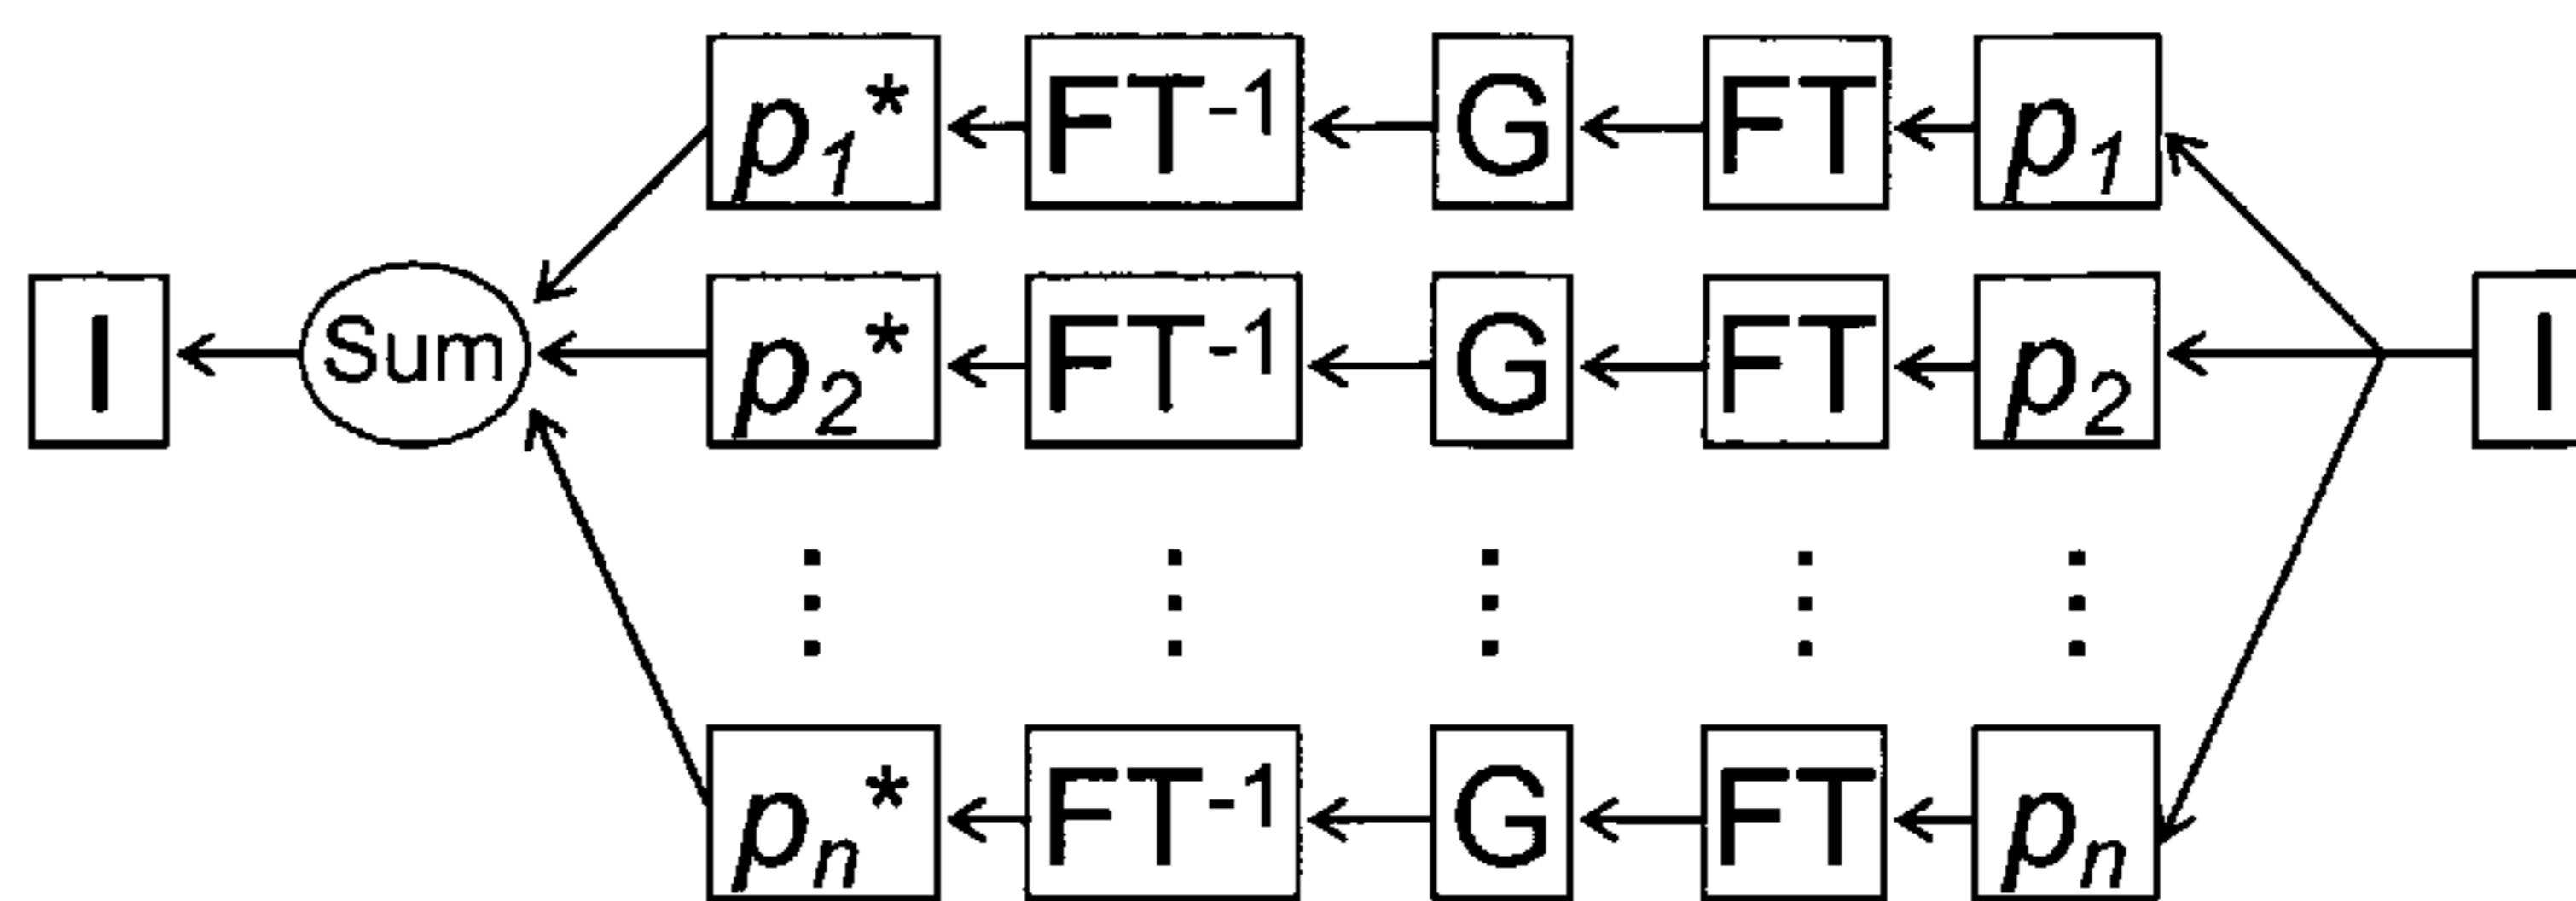 p₁* FT⁻¹ G FT p₁
I Sum p₂* FT⁻¹ G FT p₂ I
pₙ* FT⁻¹ G FT pₙ